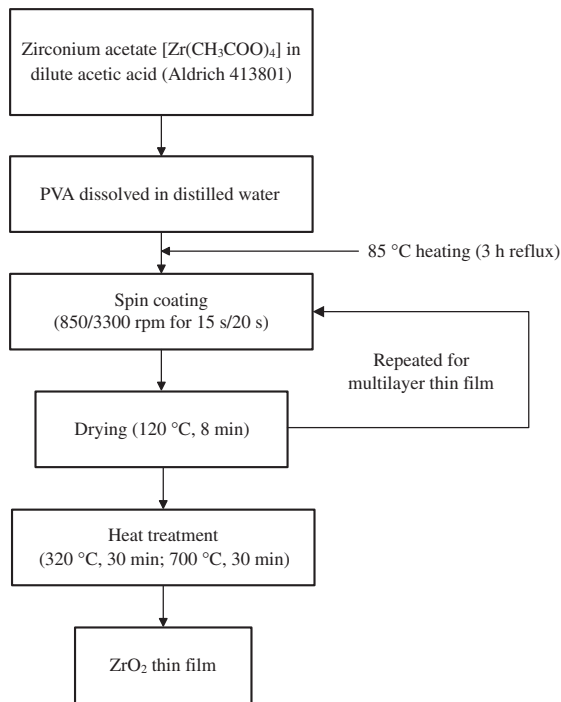 Zirconium acetate [Zr(CH₃COO)₄] in
dilute acetic acid (Aldrich 413801)
PVA dissolved in distilled water
85 °C heating (3 h reflux)
Spin coating
(850/3300 rpm for 15 s/20 s)
Repeated for
multilayer thin film
Drying (120 °C, 8 min)
Heat treatment
(320 °C, 30 min; 700 °C, 30 min)
ZrO₂ thin film